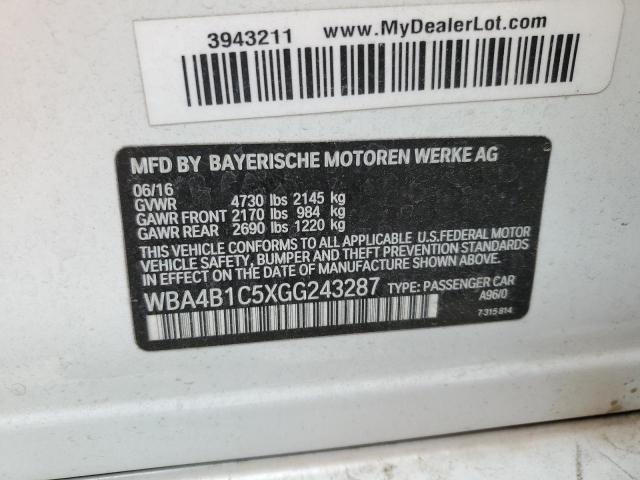 3943211 www.MyDealerLot.com
MFD BY BAYERISCHE MOTOREN WERKE AG
06/16
GVWR 4730 lbs 2145 kg
GAWR FRONT 2170 lbs 984 kg
GAWR REAR 2690 lbs 1220 kg
THIS VEHICLE CONFORMS TO ALL APPLICABLE U.S.FEDERAL MOTOR
VEHICLE SAFETY, BUMPER, AND THEFT PREVENTION STANDARDS
IN EFFECT ON THE DATE OF MANUFACTURE SHOWN ABOVE.
WBA4B1C5XGG243287 TYPE: PASSENGER CAR
A96/0
7 315 814